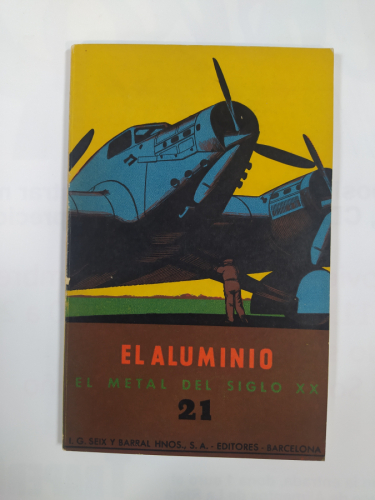 EL ALUMINIO
EL METAL DEL SIGLO XX
21
I. G. SEIX Y BARRAL HNOS., S. A. - EDITORES - BARCELONA